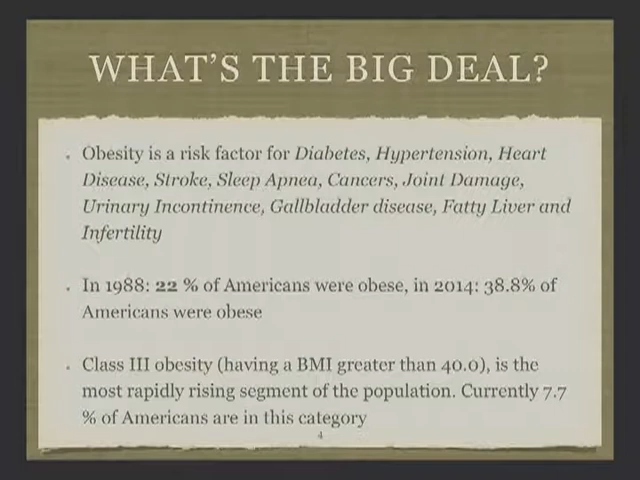 WHAT'S THE BIG DEAL?
Obesity is a risk factor for Diabetes, Hypertension, Heart
Disease, Stroke, Sleep Apnea, Cancers, Joint Damage,
Urinary Incontinence, Gallbladder disease, Fatty Liver and
Infertility
In 1988: 22 % of Americans were obese, in 2014: 38.8% of
Americans were obese
Class III obesity (having a BMI greater than 40.0), is the
most rapidly rising segment of the population. Currently 7.7
% of Americans are in this category
4